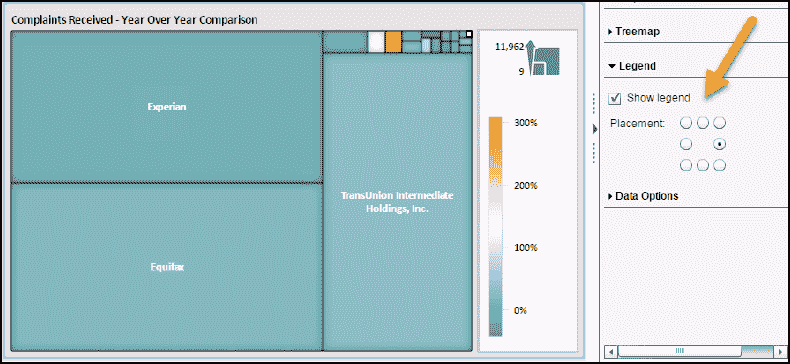 Complaints Received - Year Over Year Comparison
Experian
Equifax
TransUnion Intermediate
Holdings, Inc.
11,962
9
300%
200%
100%
0%
Treemap
Legend
Show legend
Placement:
Data Options